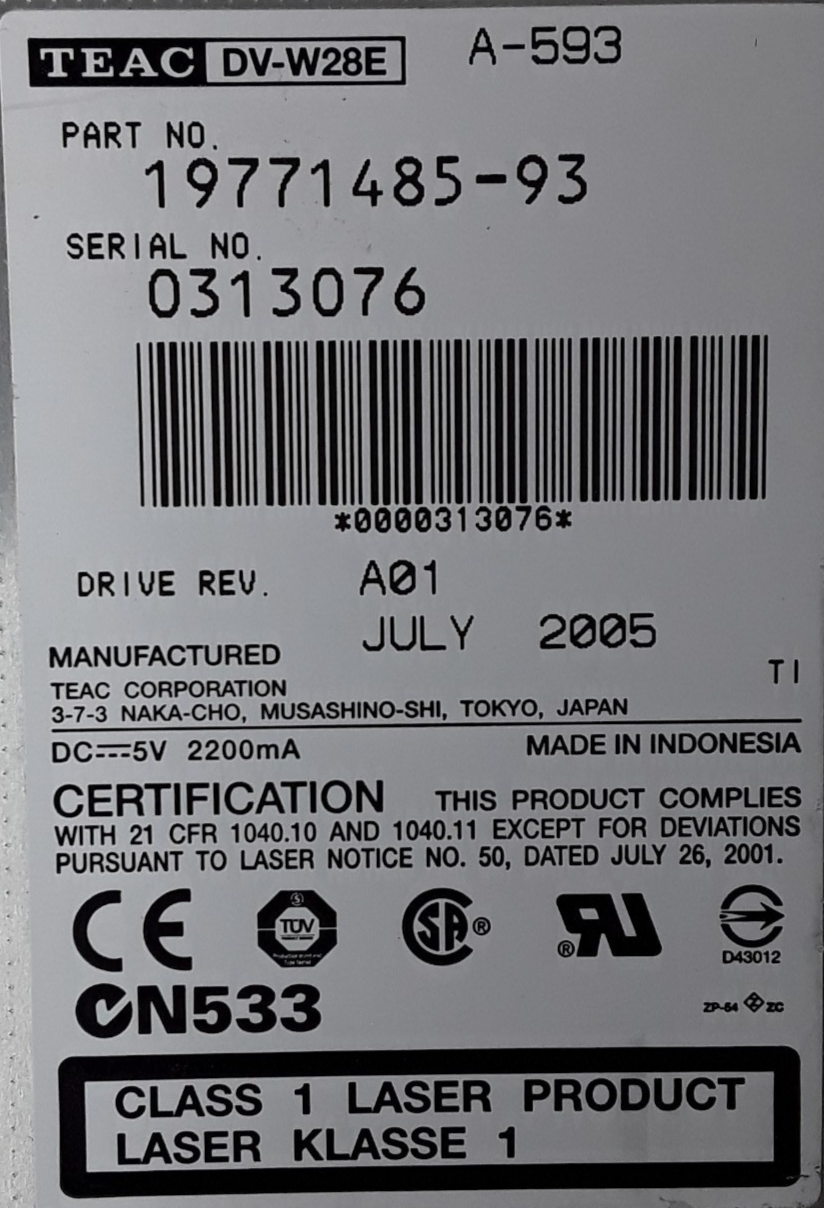 TEAC DV-W28E A-593
PART NO.
19771485-93
SERIAL NO.
0313076
*0000313076*
DRIVE REV. A01
JULY 2005
MANUFACTURED
TI
TEAC CORPORATION
3-7-3 NAKA-CHO, MUSASHINO-SHI, TOKYO, JAPAN
DC⎓5V 2200mA MADE IN INDONESIA
CERTIFICATION THIS PRODUCT COMPLIES
WITH 21 CFR 1040.10 AND 1040.11 EXCEPT FOR DEVIATIONS
PURSUANT TO LASER NOTICE NO. 50, DATED JULY 26, 2001.
CE TÜV SA® ®RU
D43012
N533
ZP-64 ZC
CLASS 1 LASER PRODUCT
LASER KLASSE 1